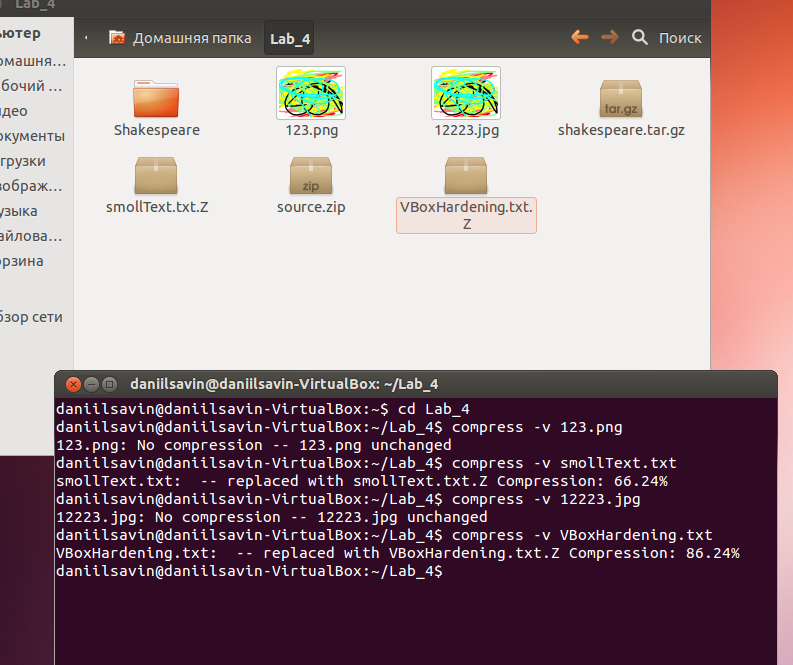 Lab_4
ьютер
Домашняя папка
Lab_4
Поиск
омашня...
бочий ...
идео
окументы
грузки
зображ...
узыка
айлова...
орзина
бзор сети
Shakespeare
123.png
12223.jpg
tar.gz
shakespeare.tar.gz
smollText.txt.Z
zip
source.zip
VBoxHardening.txt.
Z
daniilsavin@daniilsavin-VirtualBox: ~/Lab_4
daniilsavin@daniilsavin-VirtualBox:~$ cd Lab_4
daniilsavin@daniilsavin-VirtualBox:~/Lab_4$ compress -v 123.png
123.png: No compression -- 123.png unchanged
daniilsavin@daniilsavin-VirtualBox:~/Lab_4$ compress -v smollText.txt
smollText.txt:  -- replaced with smollText.txt.Z Compression: 66.24%
daniilsavin@daniilsavin-VirtualBox:~/Lab_4$ compress -v 12223.jpg
12223.jpg: No compression -- 12223.jpg unchanged
daniilsavin@daniilsavin-VirtualBox:~/Lab_4$ compress -v VBoxHardening.txt
VBoxHardening.txt:  -- replaced with VBoxHardening.txt.Z Compression: 86.24%
daniilsavin@daniilsavin-VirtualBox:~/Lab_4$